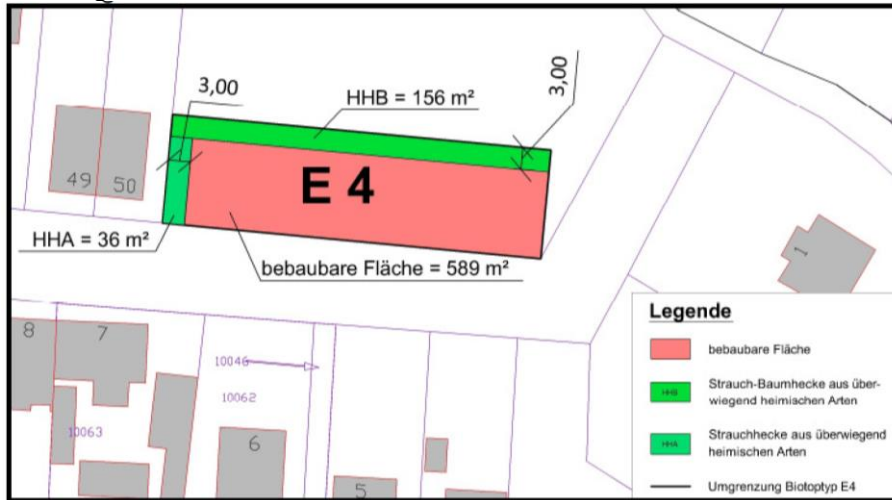 3,00
HHB = 156 m²
3,00
49
50
E 4
HHA = 36 m²
bebaubare Fläche = 589 m²
1
8
7
10046
10062
10063
6
5
Legende
bebaubare Fläche
HHB
Strauch-Baumhecke aus über-
wiegend heimischen Arten
HHA
Strauchhecke aus überwiegend
heimischen Arten
Umgrenzung Biotoptyp E4